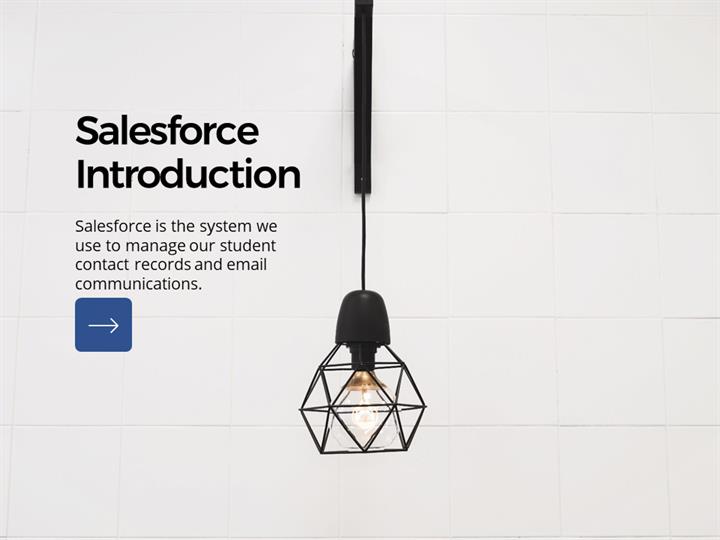 Salesforce
Introduction
Salesforce is the system we
use to manage our student
contact records and email
communications.